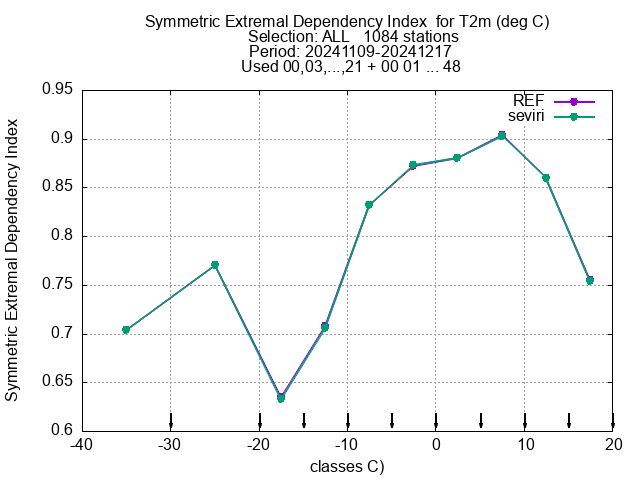 Symmetric Extremal Dependency Index  for T2m (deg C)
Selection: ALL   1084 stations
Period: 20241109-20241217
Used 00,03,...,21 + 00 01 ... 48
REF
seviri
Symmetric Extremal Dependency Index
0.95
0.9
0.85
0.8
0.75
0.7
0.65
0.6
-40 -30 -20 -10 0 10 20
classes C)